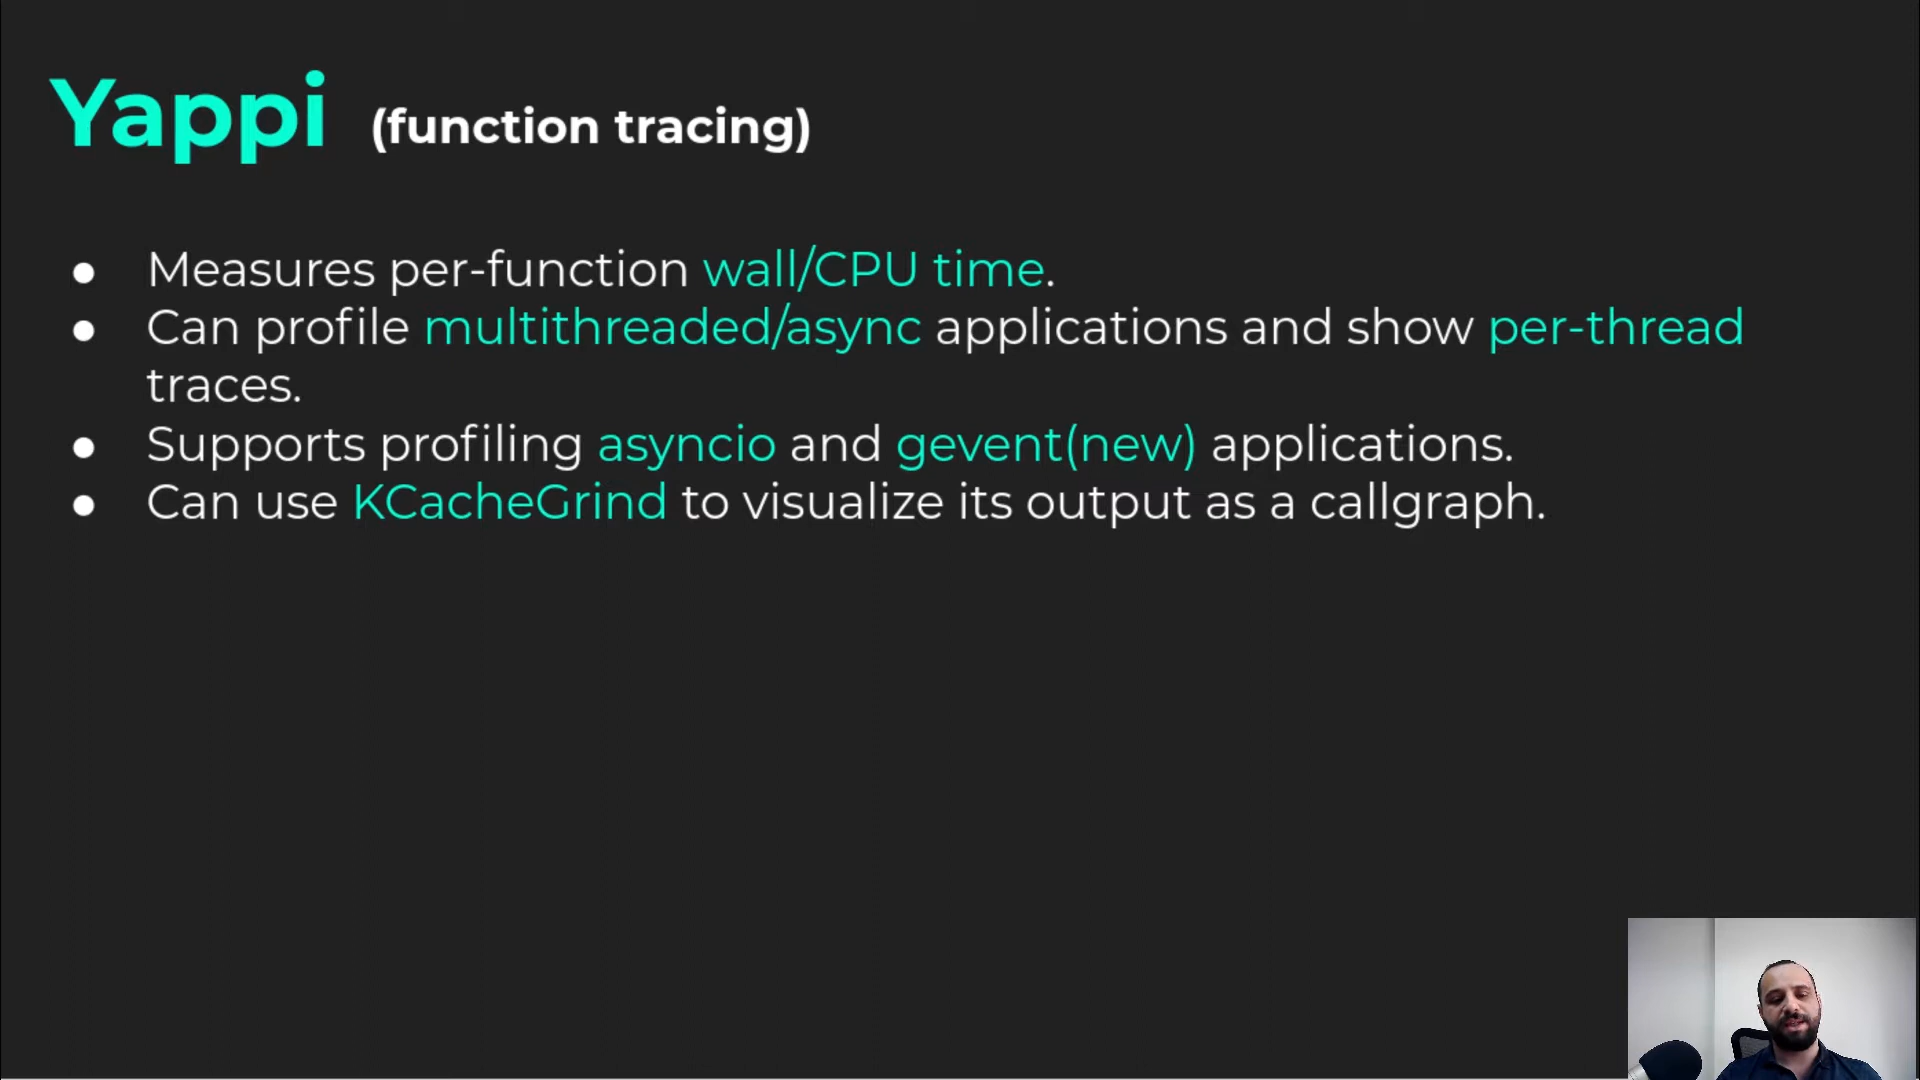 Yappi (function tracing)
● Measures per-function wall/CPU time.
● Can profile multithreaded/async applications and show per-thread
traces.
● Supports profiling asyncio and gevent(new) applications.
● Can use KCacheGrind to visualize its output as a callgraph.